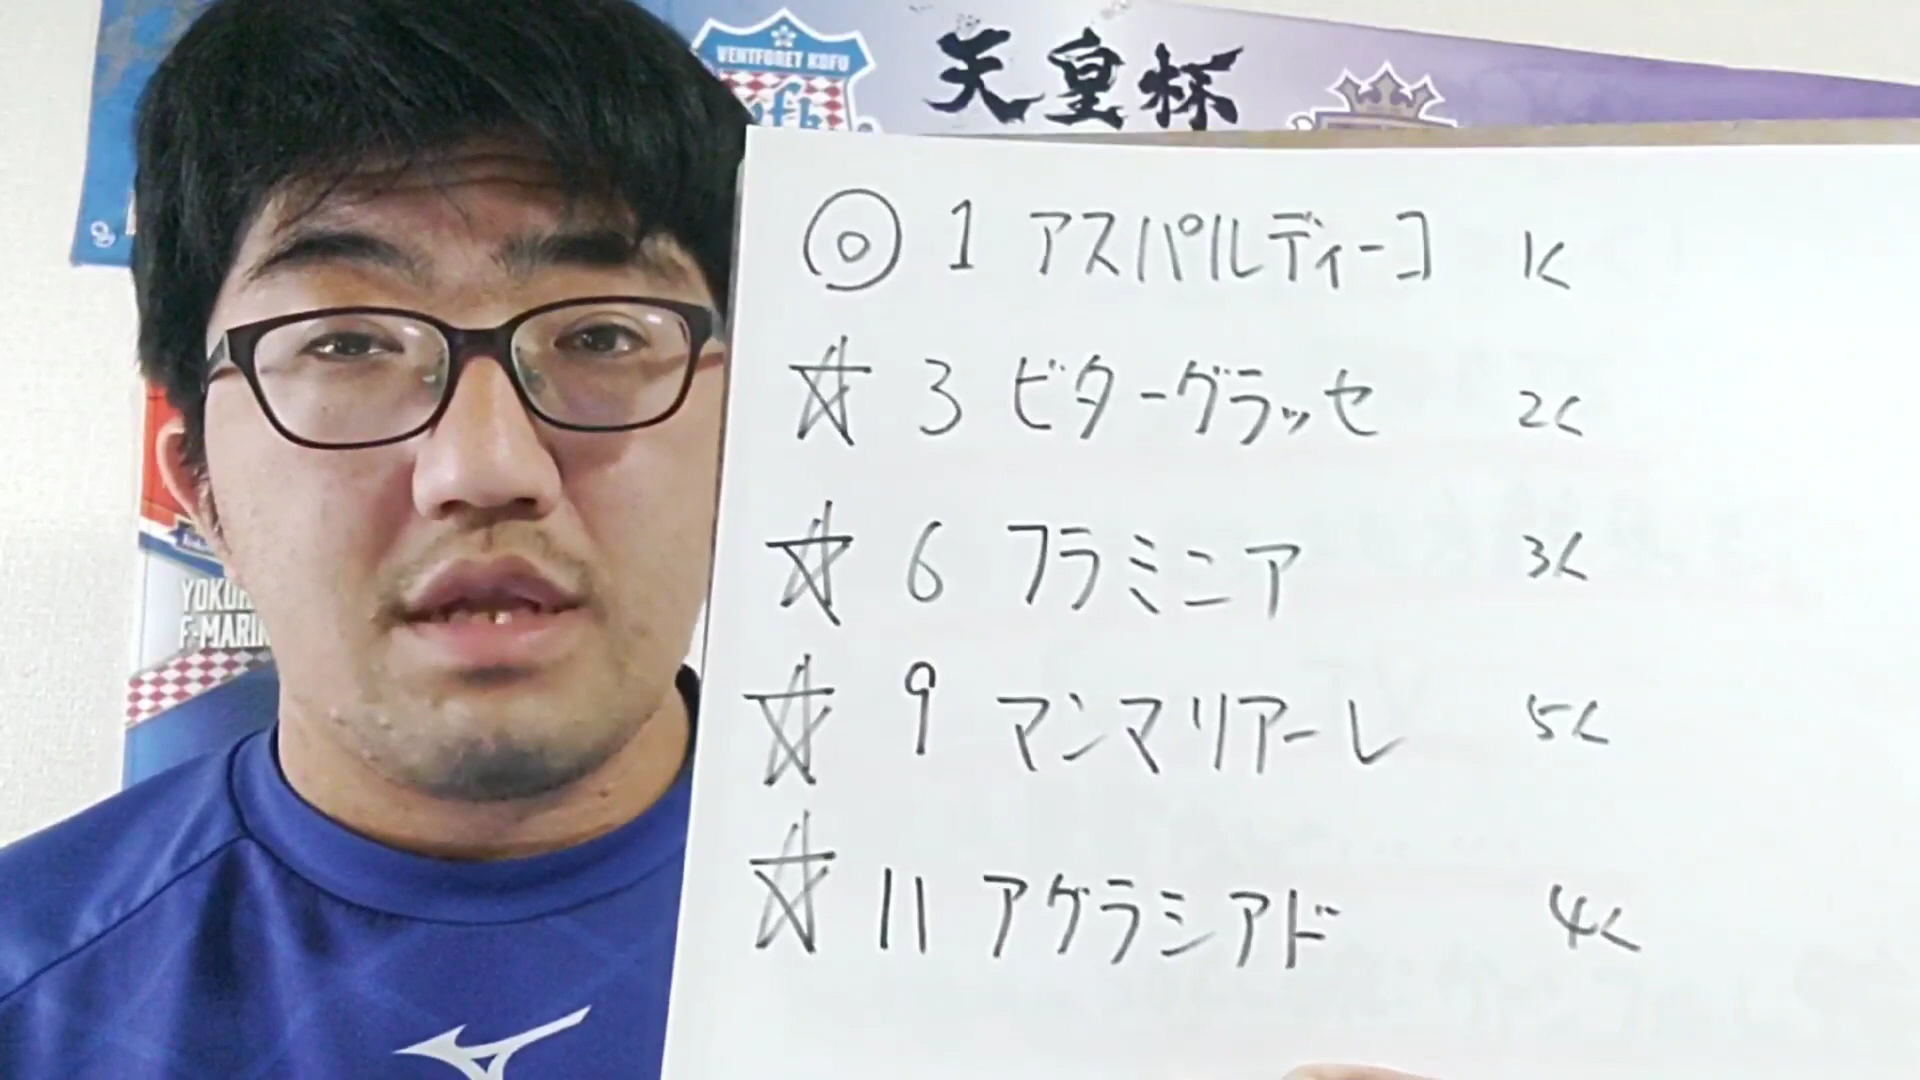 VENTFORET KOFU
vfk
天皇杯
YOKOH
F·MARIN
◎ 1 アスパルディーコ 1く
☆ 3 ビターグラッセ 2く
☆ 6 フラミニア 3く
☆ 9 マンマリアーレ 5く
☆ 11 アグラシアド 4く